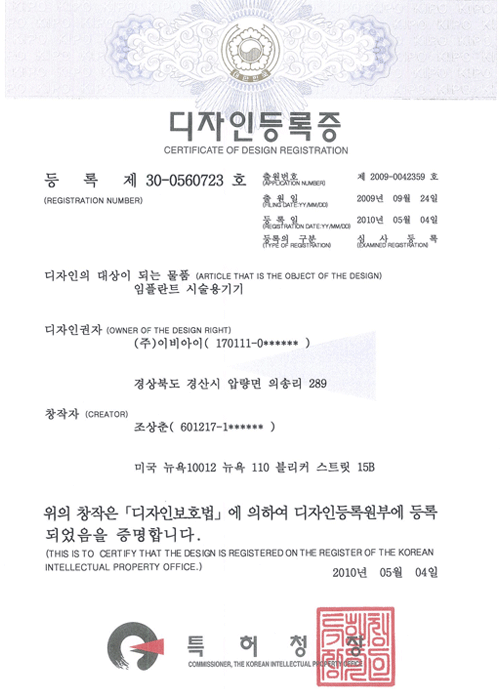 디자인등록증
CERTIFICATE OF DESIGN REGISTRATION
등 록 제 30-0560723 호
(REGISTRATION NUMBER)
출원번호 제 2009-0042359 호
(APPLICATION NUMBER)
출 원 일 2009년 09월 24일
(FILING DATE:YY/MM/DD)
등 록 일 2010년 05월 04일
(REGISTRATION DATE:YY/MM/DD)
등록의 구분 심 사 등 록
(TYPE OF REGISTRATION) (EXAMINED REGISTRATION)
디자인의 대상이 되는 물품 (ARTICLE THAT IS THE OBJECT OF THE DESIGN)
임플란트 시술용기기
디자인권자 (OWNER OF THE DESIGN RIGHT)
(주)이비아이( 170111-0****** )
경상북도 경산시 압량면 의송리 289
창작자 (CREATOR)
조상춘( 601217-1****** )
미국 뉴욕10012 뉴욕 110 블리커 스트릿 15B
위의 창작은 「디자인보호법」에 의하여 디자인등록원부에 등록
되었음을 증명합니다.
(THIS IS TO CERTIFY THAT THE DESIGN IS REGISTERED ON THE REGISTER OF THE KOREAN
INTELLECTUAL PROPERTY OFFICE.)
2010년 05월 04일
특 허 청 장
COMMISSIONER, THE KOREAN INTELLECTUAL PROPERTY OFFICE